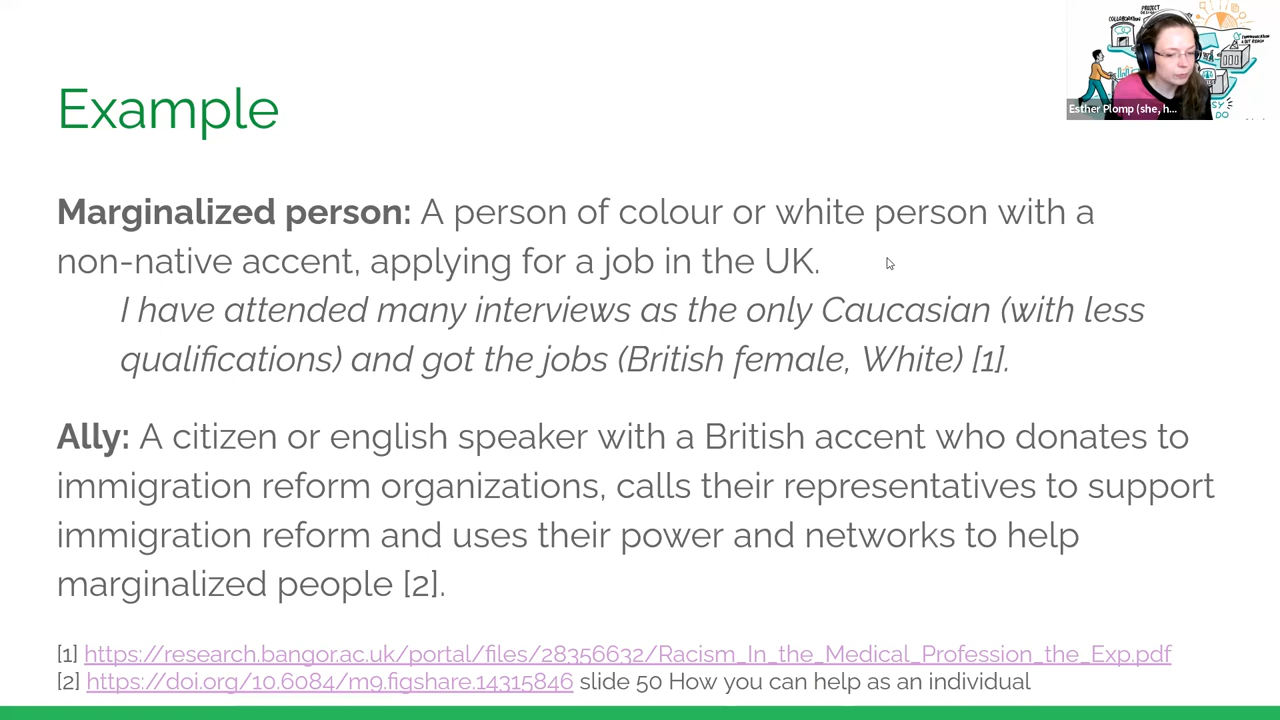 PROJECT
COLLABORATION
Esther Plomp (she, h...
DO
Example
Marginalized person: A person of colour or white person with a
non-native accent, applying for a job in the UK.
I have attended many interviews as the only Caucasian (with less
qualifications) and got the jobs (British female, White) [1].
Ally: A citizen or english speaker with a British accent who donates to
immigration reform organizations, calls their representatives to support
immigration reform and uses their power and networks to help
marginalized people [2].
[1] https://research.bangor.ac.uk/portal/files/28356632/Racism_In_the_Medical_Profession_the_Exp.pdf
[2] https://doi.org/10.6084/m9.figshare.14315846 slide 50 How you can help as an individual